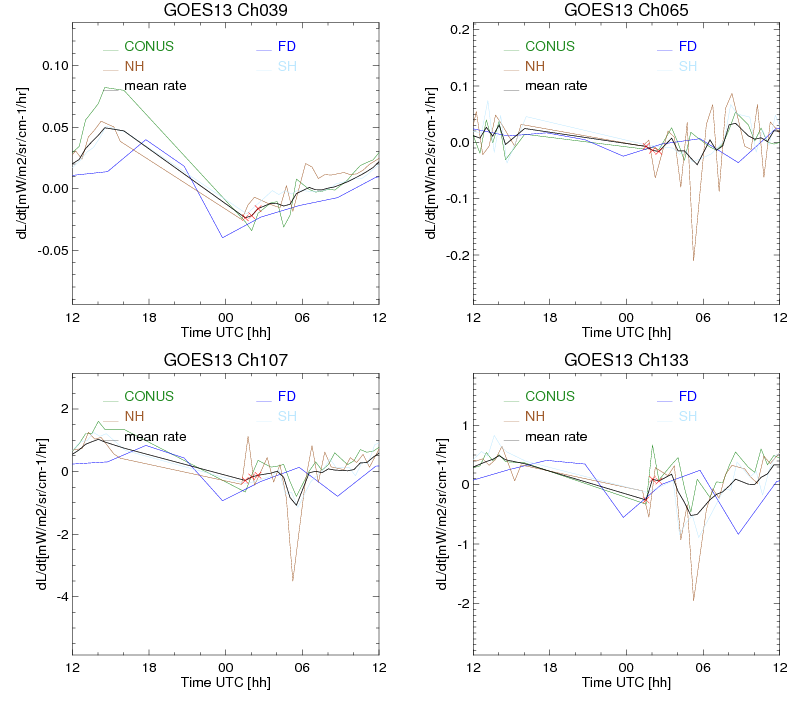 GOES13 Ch039
CONUS FD
NH SH
mean rate
0.10
0.05
0.00
-0.05
dL/dt[mW/m2/sr/cm-1/hr]
12 18 00 06 12
Time UTC [hh]
GOES13 Ch065
CONUS FD
NH SH
mean rate
0.2
0.1
0.0
-0.1
-0.2
dL/dt[mW/m2/sr/cm-1/hr]
12 18 00 06 12
Time UTC [hh]
GOES13 Ch107
CONUS FD
NH SH
mean rate
2
0
-2
-4
dL/dt[mW/m2/sr/cm-1/hr]
12 18 00 06 12
Time UTC [hh]
GOES13 Ch133
CONUS FD
NH SH
mean rate
1
0
-1
-2
dL/dt[mW/m2/sr/cm-1/hr]
12 18 00 06 12
Time UTC [hh]